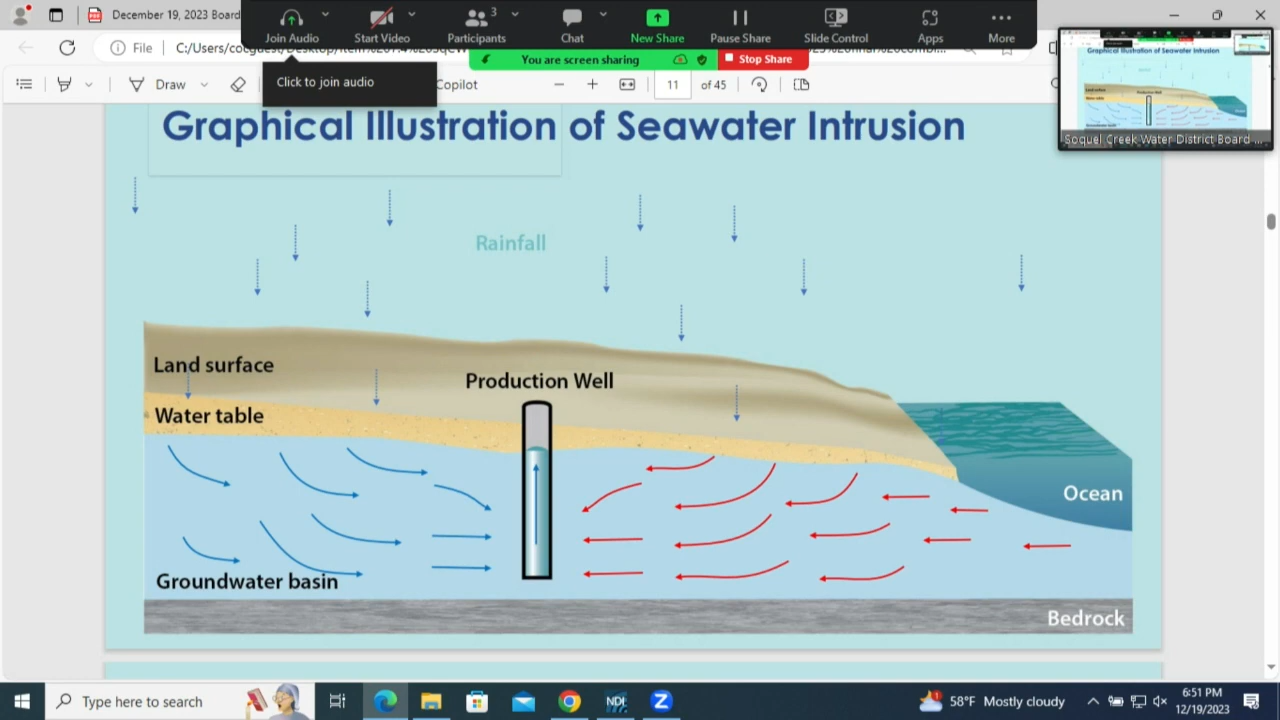 December 19, 2023 Board
Join Audio
Start Video
Participants
3
Chat
New Share
Pause Share
Slide Control
Apps
More
File
You are screen sharing
Stop Share
Click to join audio
Draw
Copilot
11
of 45
Soquel Creek Water District Board ...
Graphical Illustration of Seawater Intrusion
Rainfall
Land surface
Production Well
Water table
Ocean
Groundwater basin
Bedrock
Type here to search
NDI
58°F Mostly cloudy
6:51 PM
12/19/2023